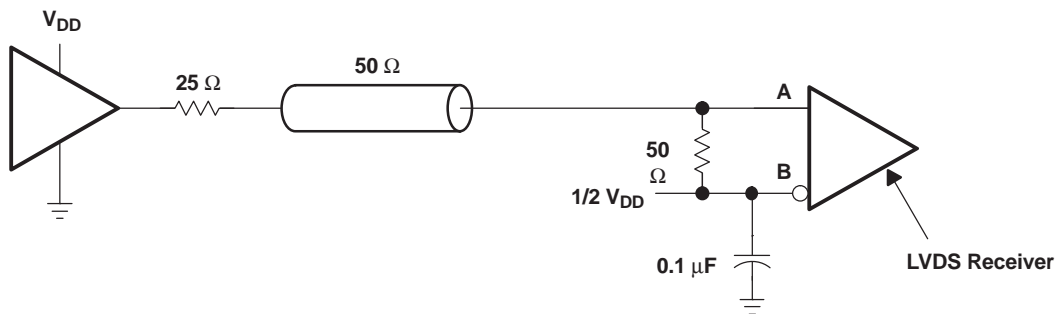 V_DD
25 Ω
50 Ω
A
50
Ω
B
1/2 V_DD
0.1 μF
LVDS Receiver